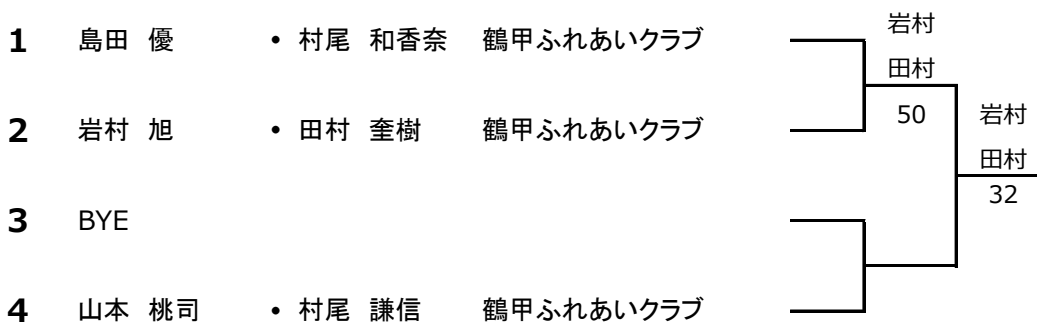 1 島田 優 • 村尾 和香奈 鶴甲ふれあいクラブ
岩村
田村
50
2 岩村 旭 • 田村 奎樹 鶴甲ふれあいクラブ
岩村
田村
32
3 BYE
4 山本 桃司 • 村尾 謙信 鶴甲ふれあいクラブ